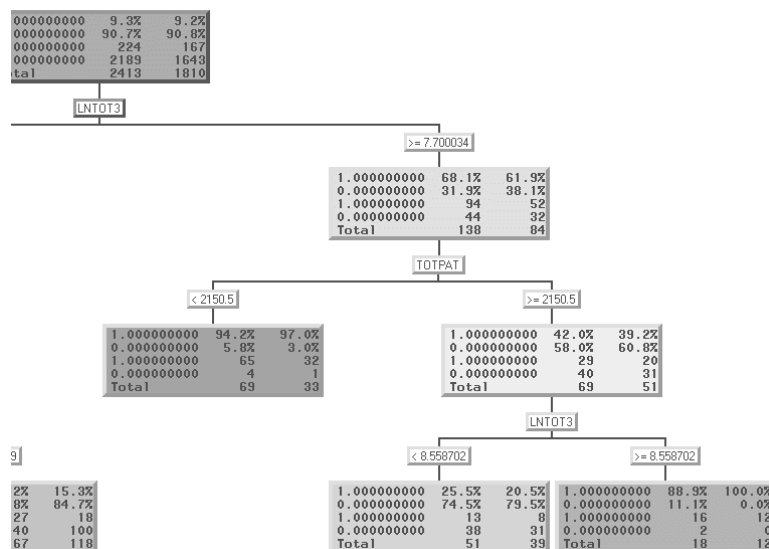 000000000 9.3% 9.2%
000000000 90.7% 90.8%
000000000 224 167
000000000 2189 1643
tal 2413 1810
LNTOT3
>= 7.700034
1.000000000 68.1% 61.9%
0.000000000 31.9% 38.1%
1.000000000 94 52
0.000000000 44 32
Total 138 84
TOTPAT
< 2150.5
>= 2150.5
1.000000000 94.2% 97.0%
0.000000000 5.8% 3.0%
1.000000000 65 32
0.000000000 4 1
Total 69 33
1.000000000 42.0% 39.2%
0.000000000 58.0% 60.8%
1.000000000 29 20
0.000000000 40 31
Total 69 51
LNTOT3
9
< 8.558702
>= 8.558702
2% 15.3%
8% 84.7%
27 18
40 100
67 118
1.000000000 25.5% 20.5%
0.000000000 74.5% 79.5%
1.000000000 13 8
0.000000000 38 31
Total 51 39
1.000000000 88.9% 100.0%
0.000000000 11.1% 0.0%
1.000000000 16 12
0.000000000 2 0
Total 18 12